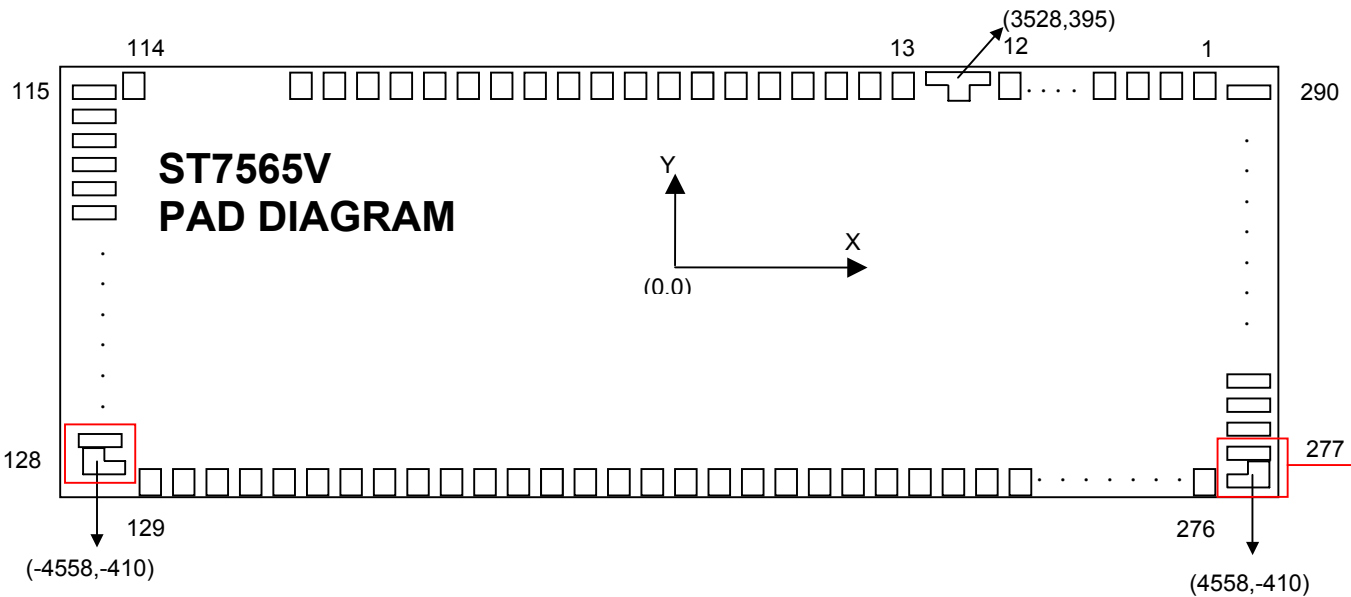 (3528,395)
114 13 12 1
115 290
ST7565V
PAD DIAGRAM
Y
X
(0.0)
128 277
129 276
(-4558,-410)
(4558,-410)